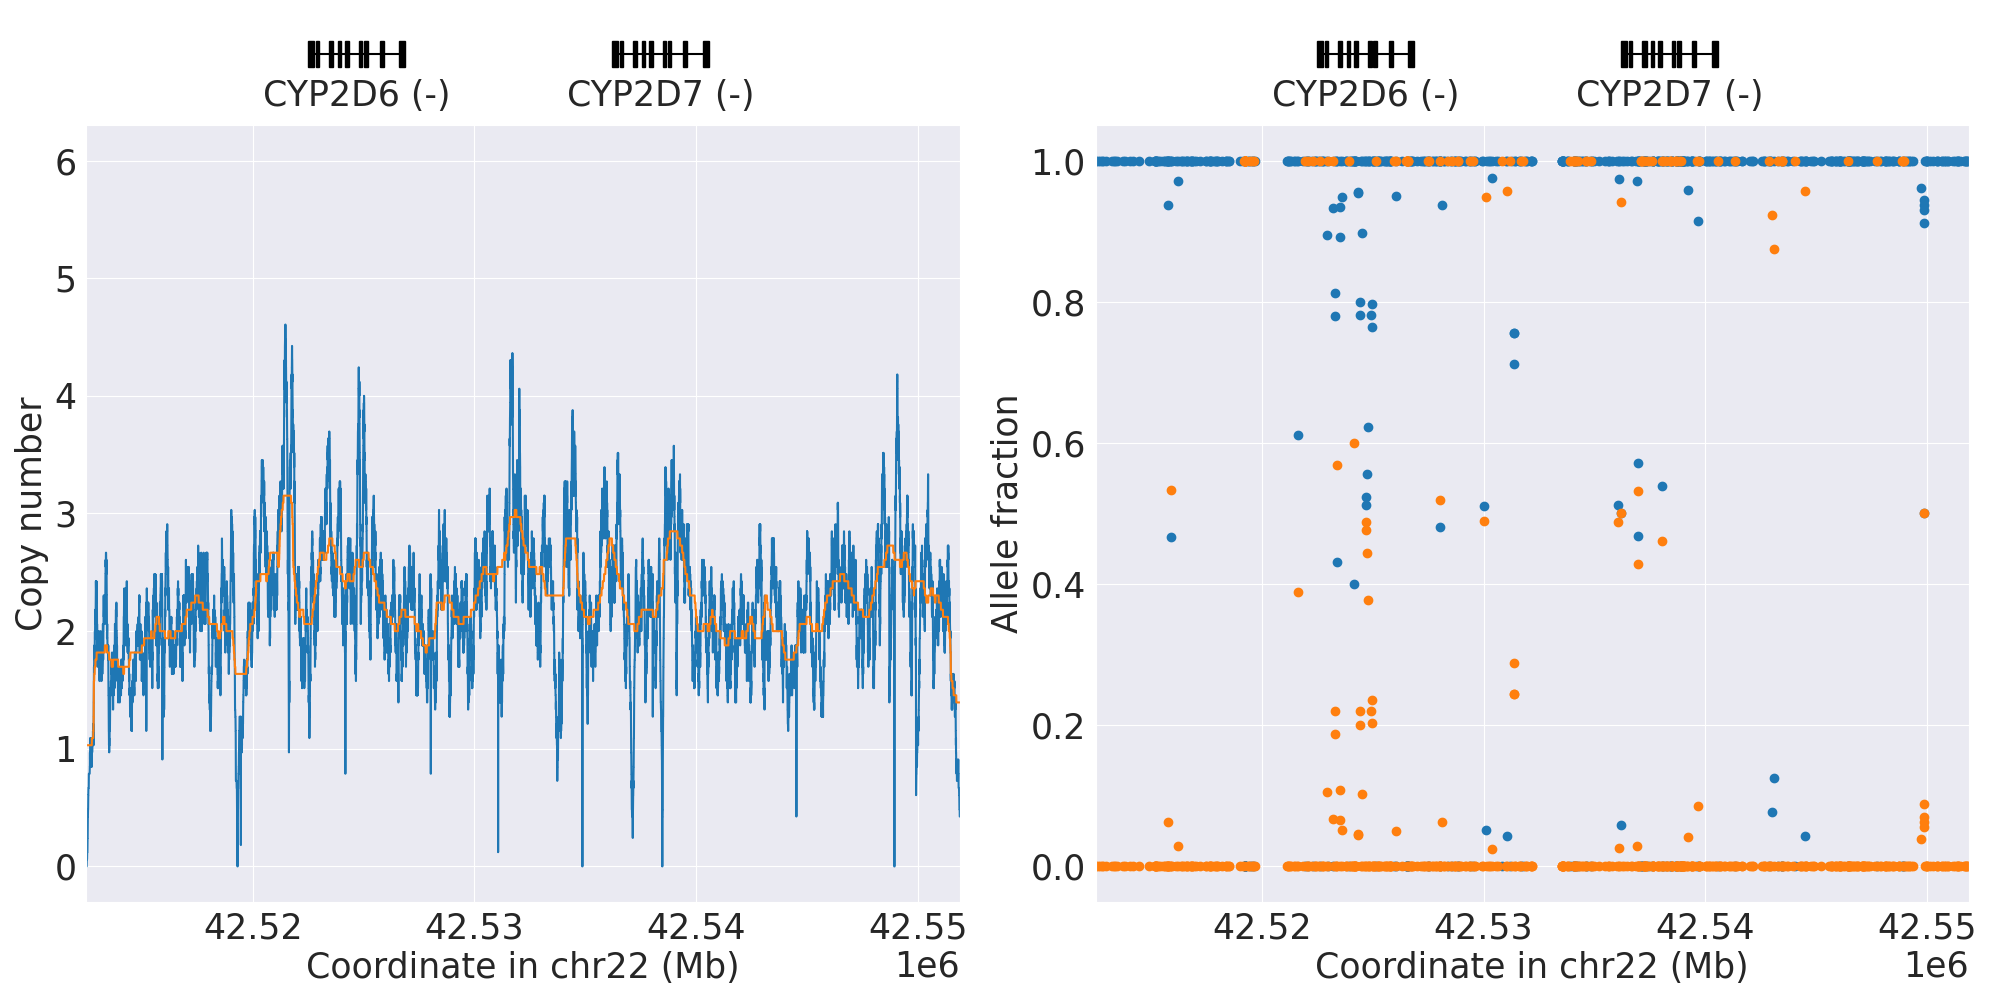 CYP2D6 (-) CYP2D7 (-)
6
5
4
3
2
1
0
Copy number
42.52 42.53 42.54 42.55
Coordinate in chr22 (Mb) 1e6
CYP2D6 (-) CYP2D7 (-)
1.0
0.8
0.6
0.4
0.2
0.0
Allele fraction
42.52 42.53 42.54 42.55
Coordinate in chr22 (Mb) 1e6